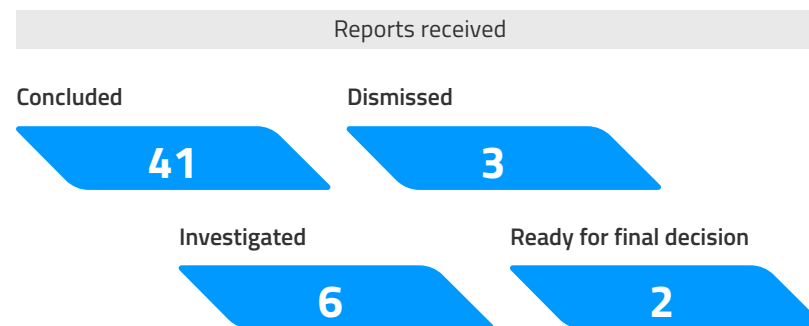 Reports received
Concluded
Dismissed
41
3
Investigated
Ready for final decision
6
2